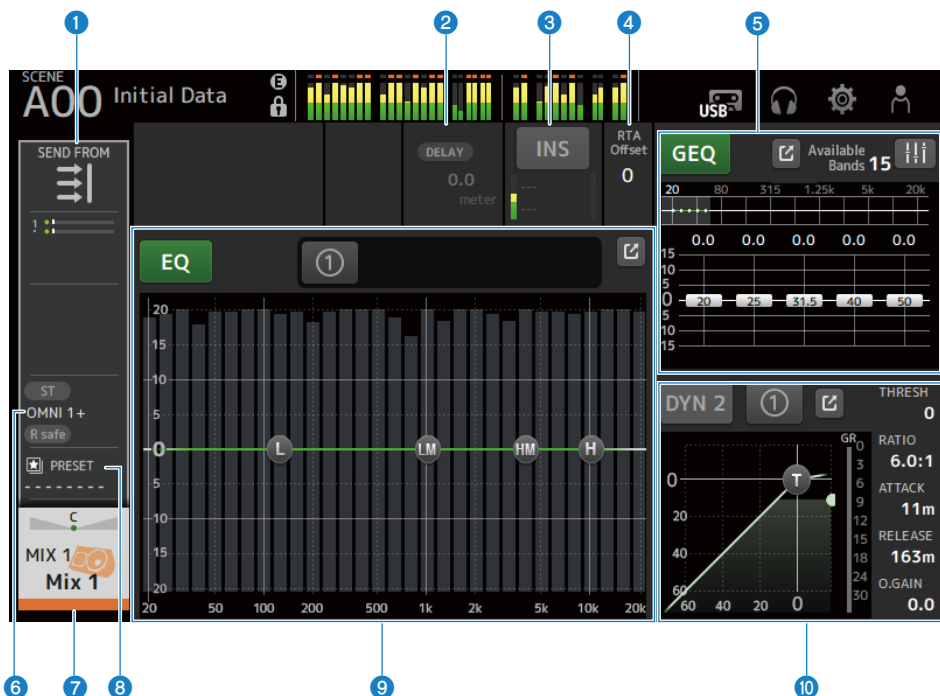 1 2 3 4 5
SCENE
A00 Initial Data
E
USB
SEND FROM
1
ST
OMNI 1+
R safe
PRESET
--------
C
MIX 1
Mix 1
DELAY
0.0
meter
INS
---
---
RTA
Offset
0
GEQ
Available
Bands 15
20 80 315 1.25k 5k 20k
0.0 0.0 0.0 0.0 0.0
15
10
5
0 20 25 31.5 40 50
5
10
15
EQ
1
20
15
10
5
0 L LM HM H
5
10
15
20
20 50 100 200 500 1k 2k 5k 10k 20k
DYN 2
1
THRESH
0
RATIO
6.0:1
ATTACK
11m
RELEASE
163m
O.GAIN
0.0
GR
0
3
6
9
12
15
18
24
30
T
0
20
40
60
60 40 20 0
6 7 8 9 10